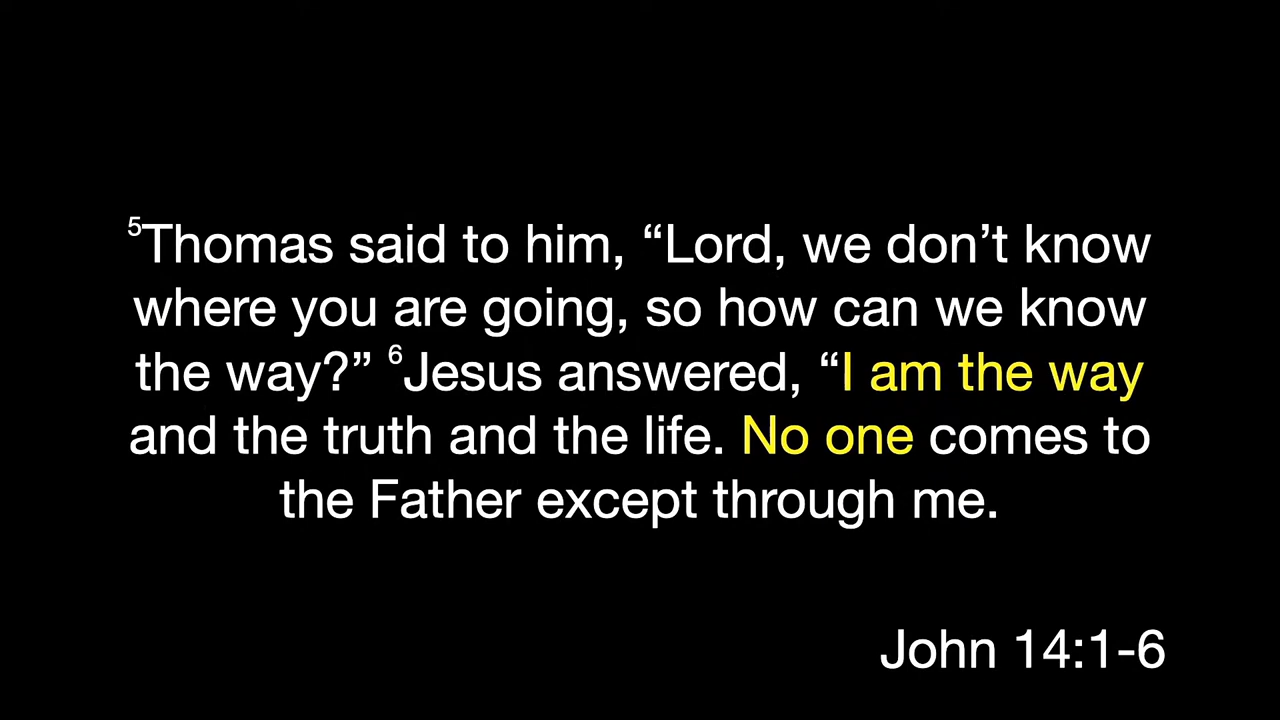 ⁵Thomas said to him, “Lord, we don’t know
where you are going, so how can we know
the way?” ⁶Jesus answered, “I am the way
and the truth and the life. No one comes to
the Father except through me.
John 14:1-6